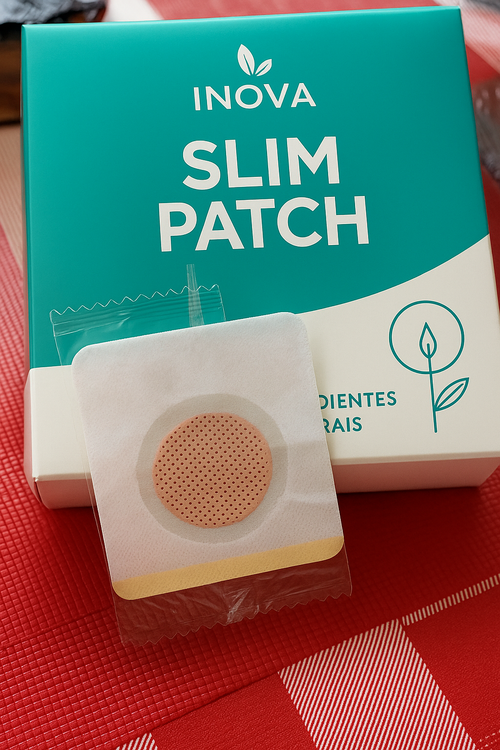 INOVA
SLIM
PATCH
DIENTES
RAIS